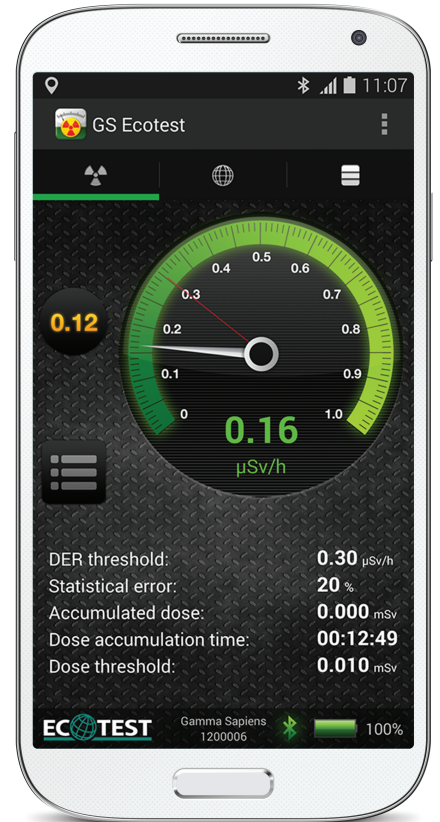 11:07
GS Ecotest
0.5
0.4
0.6
0.3
0.7
0.12
0.2
0.8
0.1
0.9
0
1.0
0.16
µSv/h
DER threshold: 0.30 µSv/h
Statistical error: 20 %
Accumulated dose: 0.000 mSv
Dose accumulation time: 00:12:49
Dose threshold: 0.010 mSv
ECOTEST
Gamma Sapiens
1200006
100%